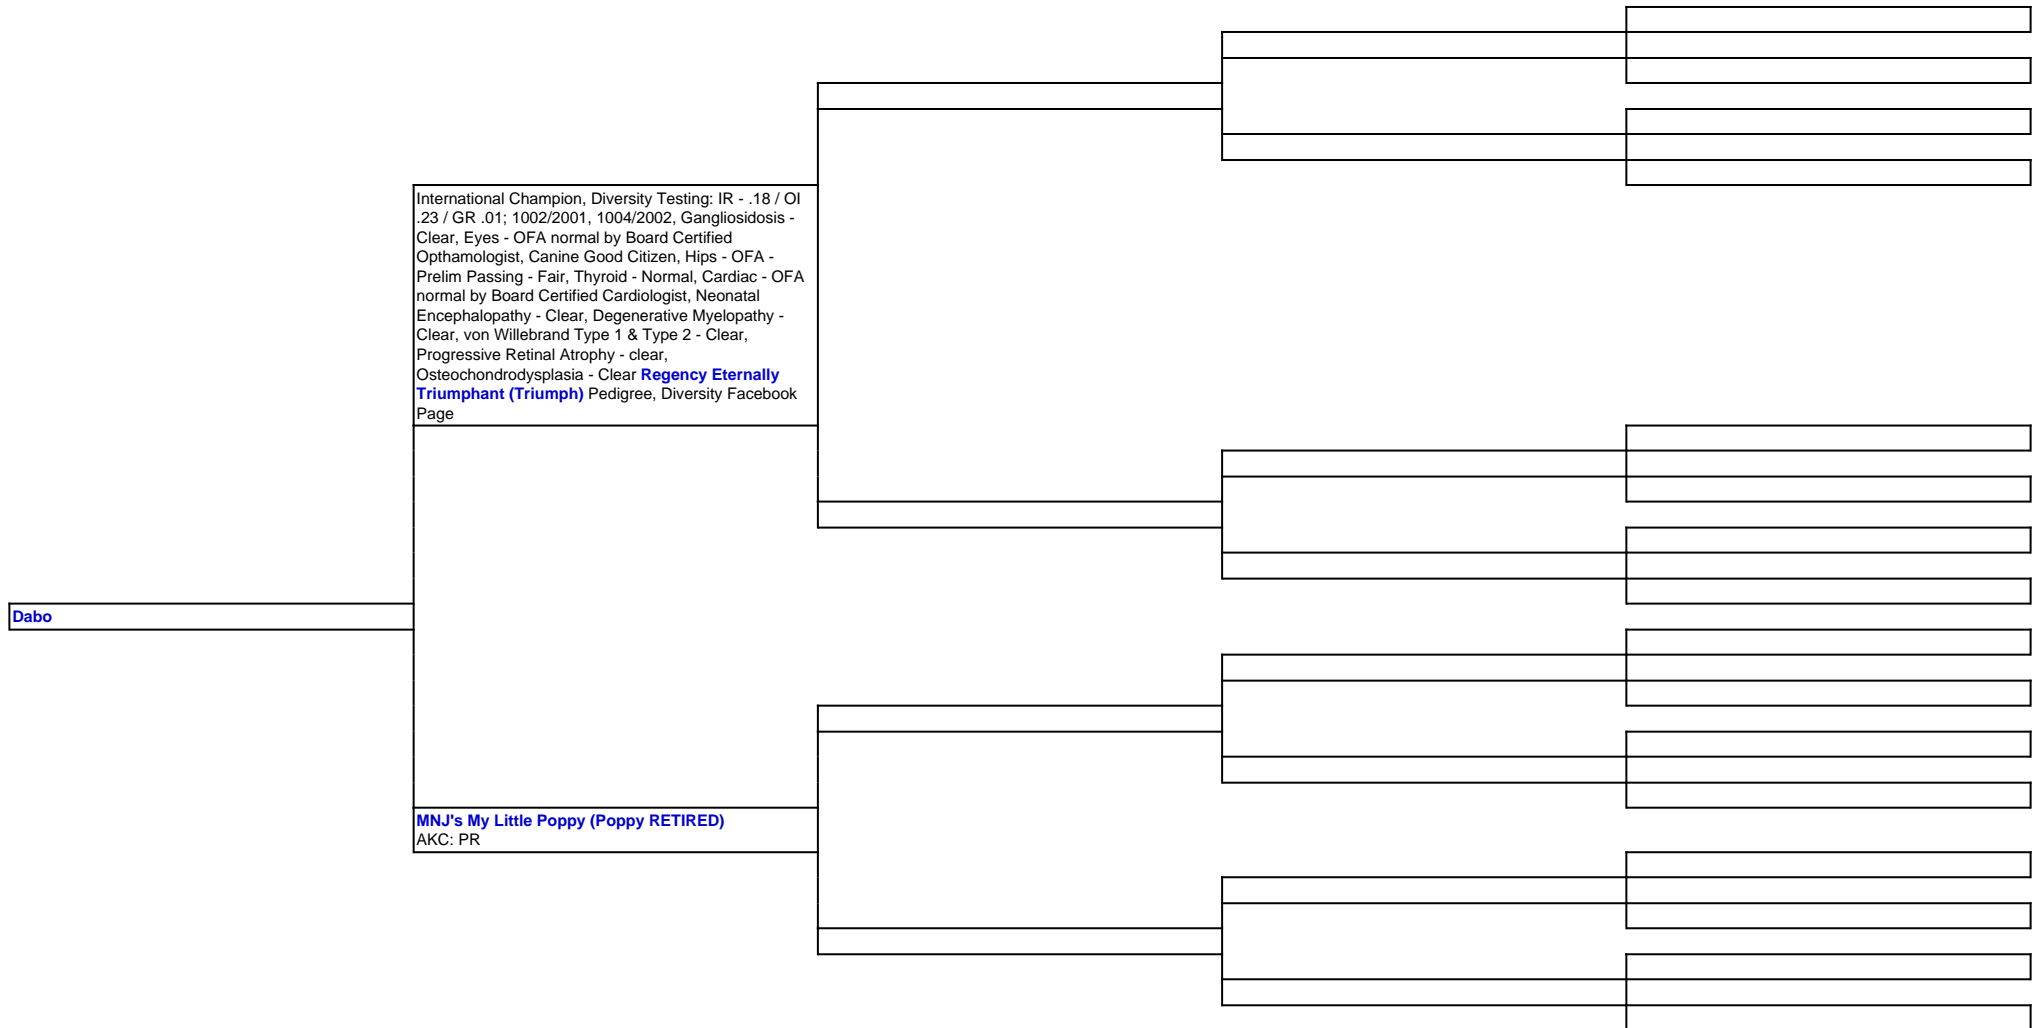 International Champion, Diversity Testing: IR - .18 / OI
.23 / GR .01; 1002/2001, 1004/2002, Gangliosidosis -
Clear, Eyes - OFA normal by Board Certified
Opthamologist, Canine Good Citizen, Hips - OFA -
Prelim Passing - Fair, Thyroid - Normal, Cardiac - OFA
normal by Board Certified Cardiologist, Neonatal
Encephalopathy - Clear, Degenerative Myelopathy -
Clear, von Willebrand Type 1 & Type 2 - Clear,
Progressive Retinal Atrophy - clear,
Osteochondrodysplasia - Clear Regency Eternally
Triumphant (Triumph) Pedigree, Diversity Facebook
Page
Dabo
MNJ's My Little Poppy (Poppy RETIRED)
AKC: PR